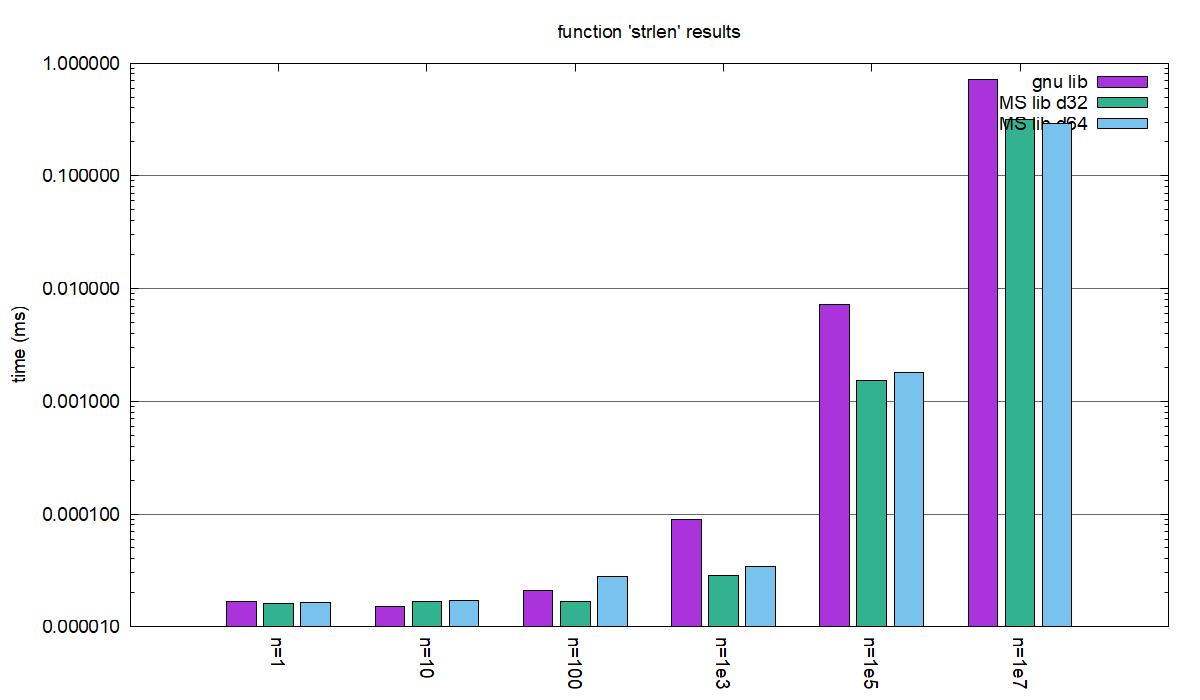 function 'strlen' results
time (ms)
1.000000
0.100000
0.010000
0.001000
0.000100
0.000010
gnu lib
MS lib d32
MS lib d64
n=1
n=10
n=100
n=1e3
n=1e5
n=1e7